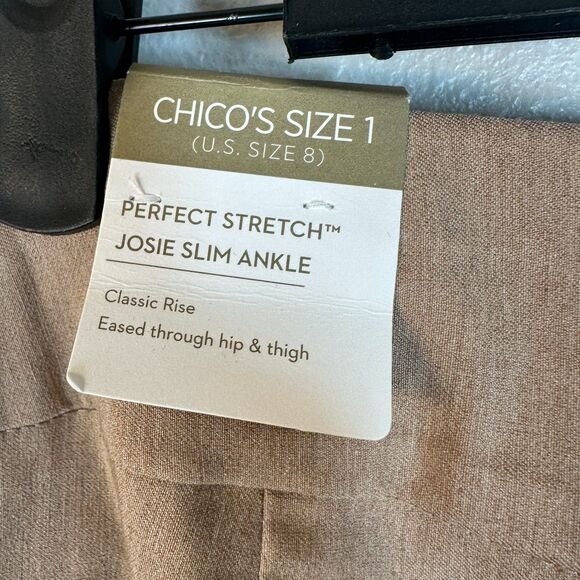 CHICO'S SIZE 1
(U.S. SIZE 8)
PERFECT STRETCH™
JOSIE SLIM ANKLE
Classic Rise
Eased through hip & thigh